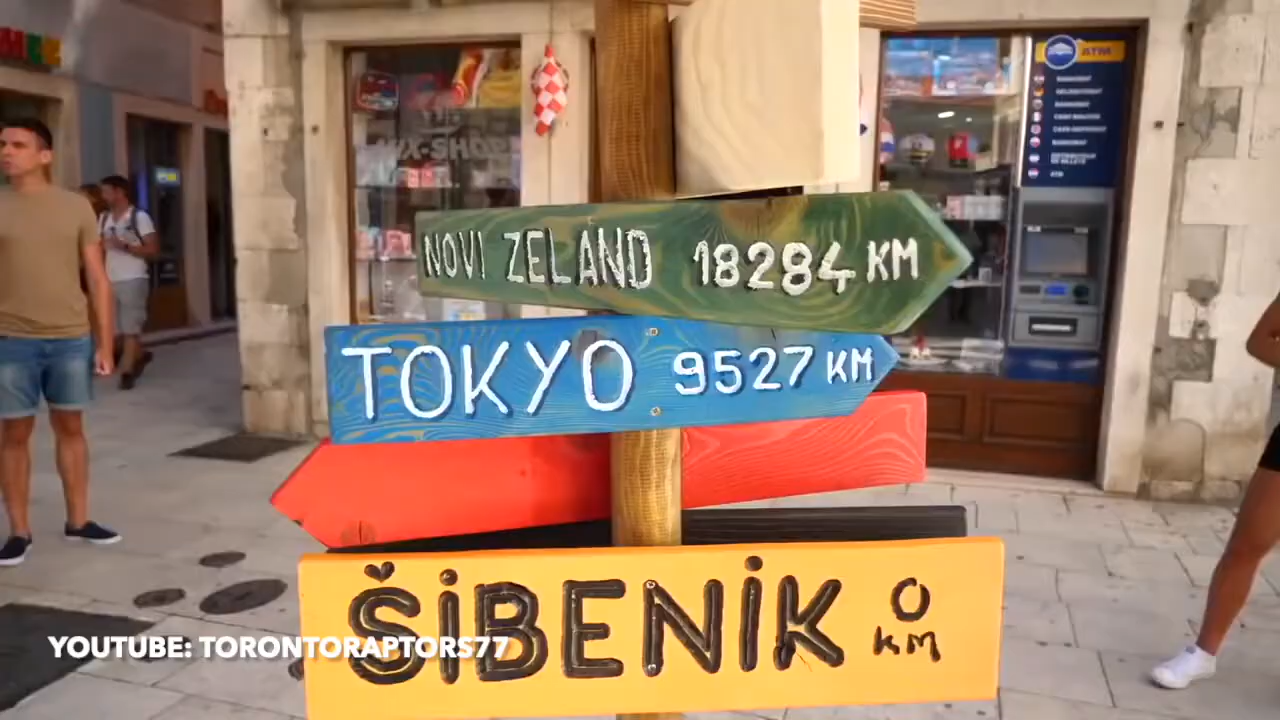 ATM
NOVI ZELAND 18284 KM
TOKYO 9527 KM
ŠIBENIK 0 KM
YOUTUBE: TORONTORAPTORS77